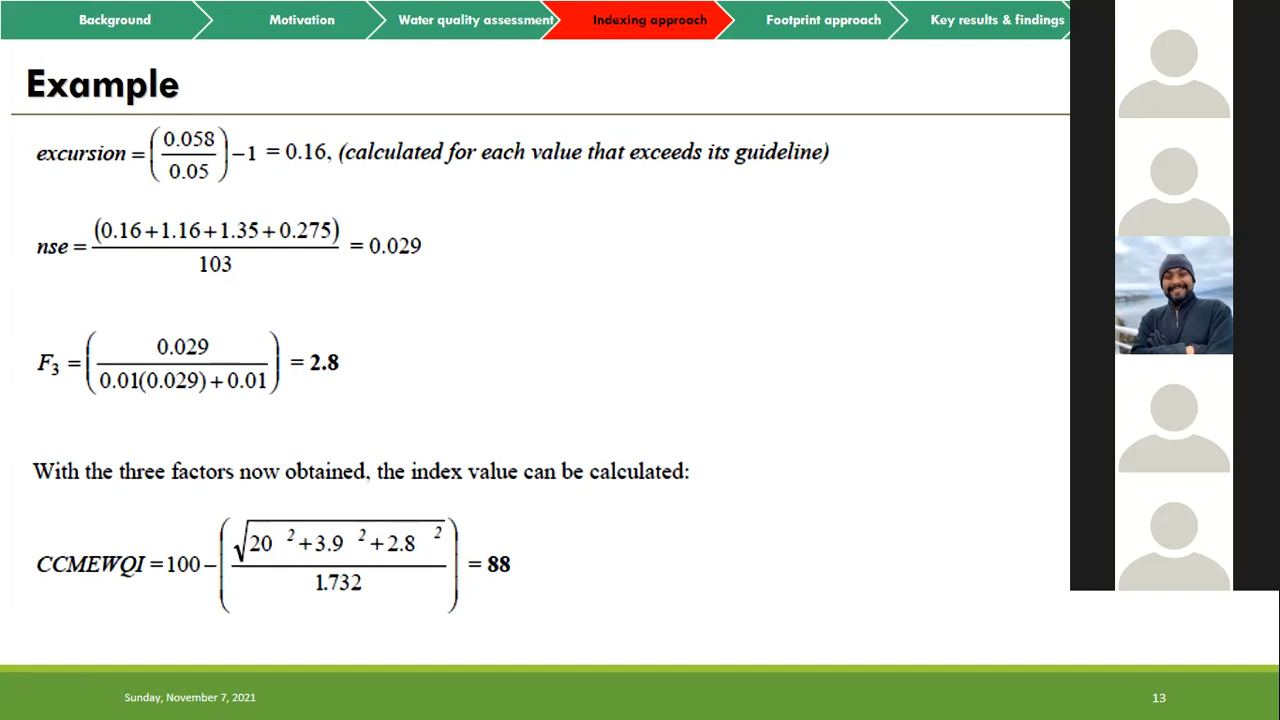 Background Motivation Water quality assessment Indexing approach Footprint approach Key results & findings
Example
excursion = (0.058 / 0.05) − 1 = 0.16, (calculated for each value that exceeds its guideline)
nse = (0.16 + 1.16 + 1.35 + 0.275) / 103 = 0.029
F₃ = (0.029 / 0.01(0.029) + 0.01) = 2.8
With the three factors now obtained, the index value can be calculated:
CCMEWQI = 100 − (√20² + 3.9² + 2.8² / 1.732) = 88
Sunday, November 7, 2021 13